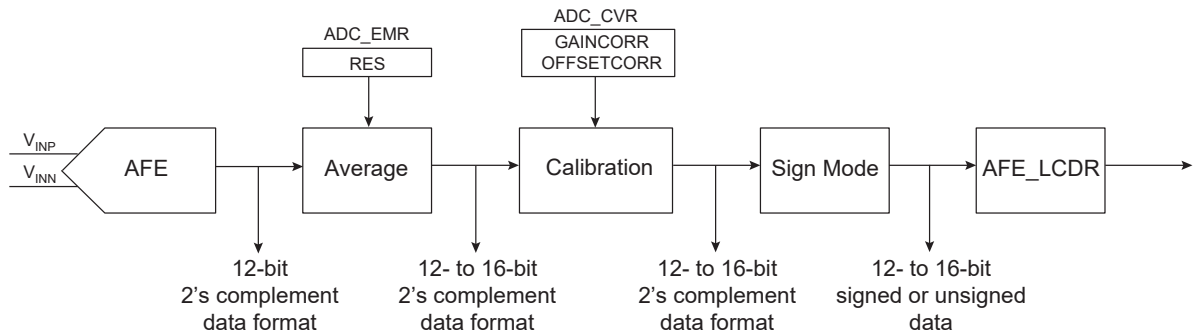 ADC_EMR
RES
ADC_CVR
GAINCORR
OFFSETCORR
VINP
VINN
AFE
Average
Calibration
Sign Mode
AFE_LCDR
12-bit
2's complement
data format
12- to 16-bit
2's complement
data format
12- to 16-bit
2's complement
data format
12- to 16-bit
signed or unsigned
data